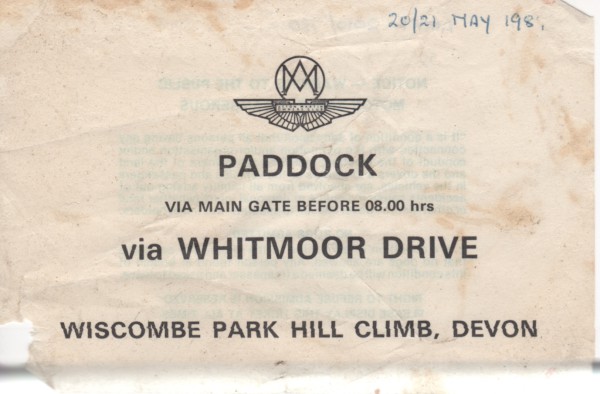 20/21 MAY 198.
AM
PADDOCK
VIA MAIN GATE BEFORE 08.00 hrs
via WHITMOOR DRIVE
WISCOMBE PARK HILL CLIMB, DEVON